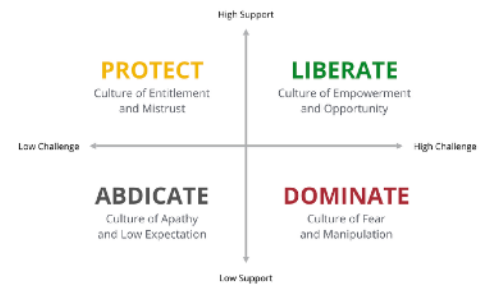 High Support
PROTECT
Culture of Entitlement
and Mistrust
LIBERATE
Culture of Empowerment
and Opportunity
Low Challenge
High Challenge
ABDICATE
Culture of Apathy
and Low Expectation
DOMINATE
Culture of Fear
and Manipulation
Low Support